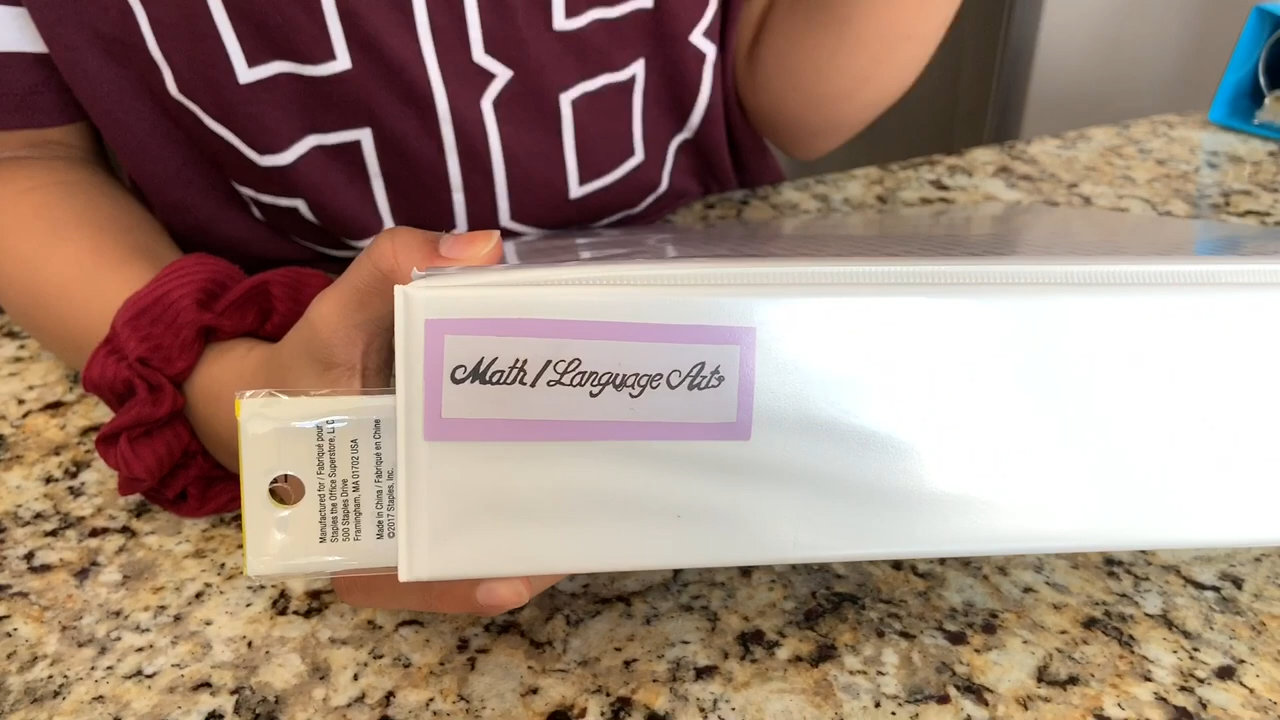 Math / Language Arts
Manufactured for / Fabriqué pour
Staples the Office Superstore, LLC
500 Staples Drive
Framingham, MA 01702 USA
Made in China / Fabriqué en Chine
©2017 Staples, Inc.